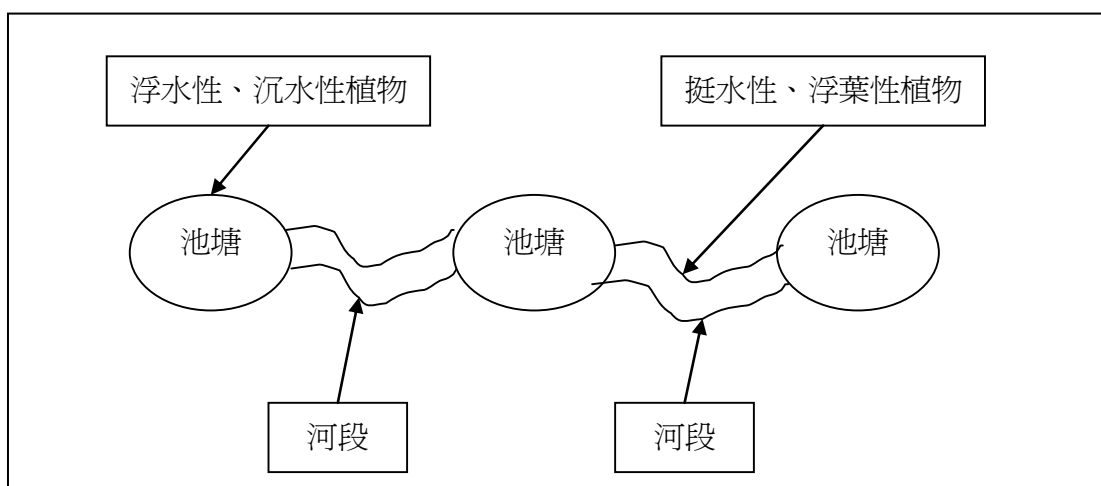 浮水性、沉水性植物
挺水性、浮葉性植物
池塘
池塘
池塘
河段
河段